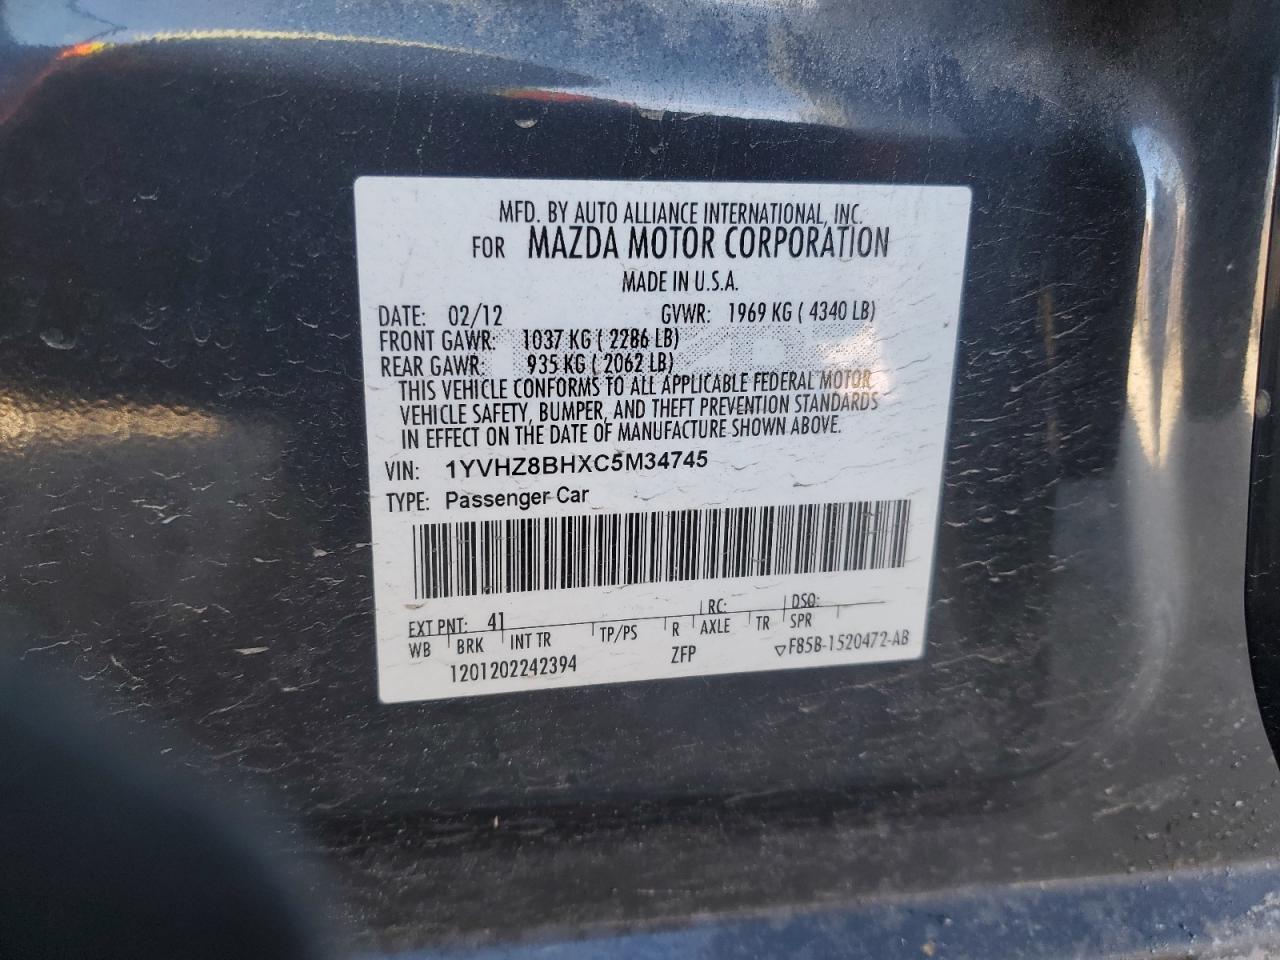 MFD. BY AUTO ALLIANCE INTERNATIONAL, INC.
FOR MAZDA MOTOR CORPORATION
MADE IN U.S.A.
DATE: 02/12 GVWR: 1969 KG ( 4340 LB)
FRONT GAWR: 1037 KG ( 2286 LB)
REAR GAWR: 935 KG ( 2062 LB)
THIS VEHICLE CONFORMS TO ALL APPLICABLE FEDERAL MOTOR
VEHICLE SAFETY, BUMPER, AND THEFT PREVENTION STANDARDS
IN EFFECT ON THE DATE OF MANUFACTURE SHOWN ABOVE.
VIN: 1YVHZ8BHXC5M34745
TYPE: Passenger Car
EXT PNT: 41 RC: DSO:
WB BRK INT TR TP/PS R AXLE TR SPR
1201202242394 ZFP ▽F85B-1520472-AB